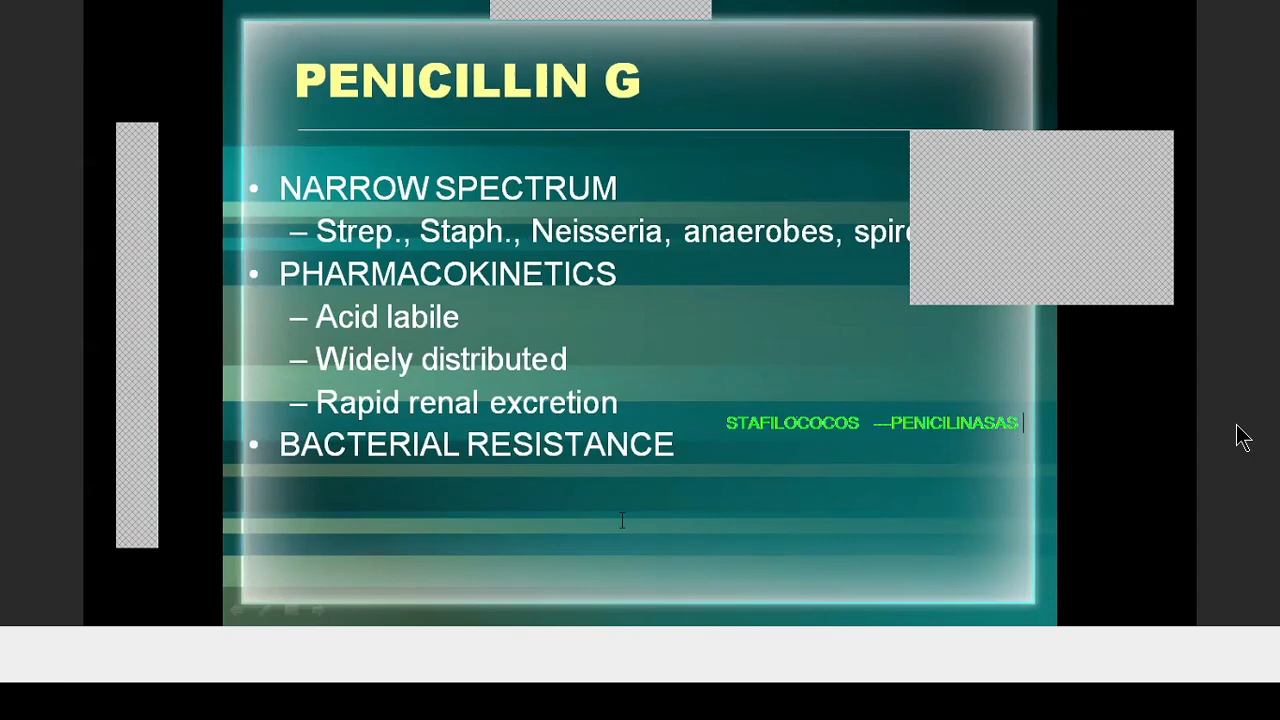 PENICILLIN G
• NARROW SPECTRUM
– Strep., Staph., Neisseria, anaerobes,
• PHARMACOKINETICS
– Acid labile
– Widely distributed
– Rapid renal excretion
STAFILOCOCOS ---PENICILINASAS
• BACTERIAL RESISTANCE